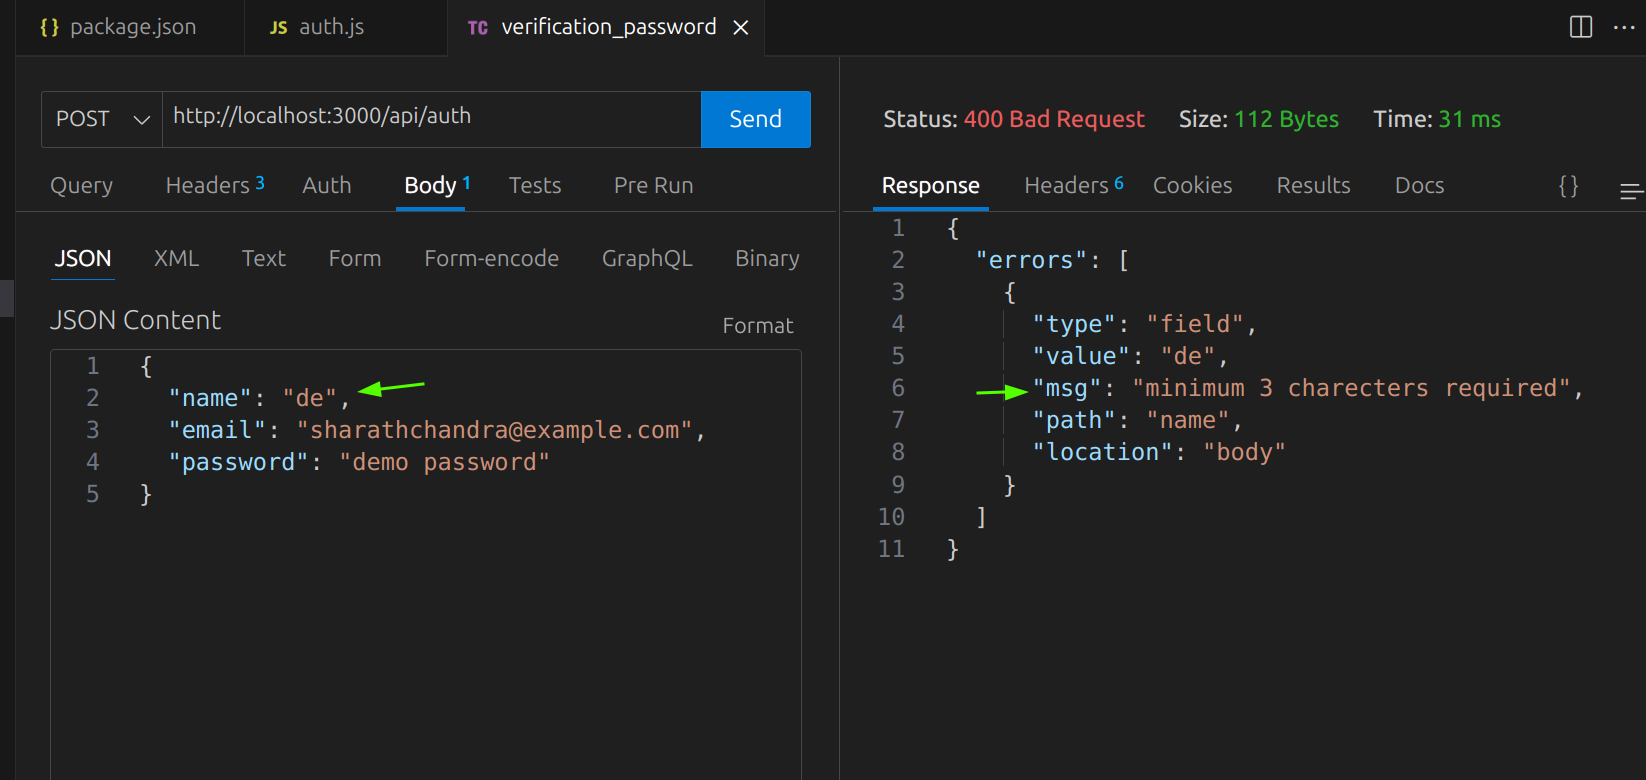 {} package.json JS auth.js TC verification_password ×
POST http://localhost:3000/api/auth Send
Query Headers 3 Auth Body 1 Tests Pre Run
JSON XML Text Form Form-encode GraphQL Binary
JSON Content Format
1 {
2 "name": "de",
3 "email": "sharathchandra@example.com",
4 "password": "demo password"
5 }
Status: 400 Bad Request Size: 112 Bytes Time: 31 ms
Response Headers 6 Cookies Results Docs {}
1 {
2 "errors": [
3 {
4 "type": "field",
5 "value": "de",
6 "msg": "minimum 3 charecters required",
7 "path": "name",
8 "location": "body"
9 }
10 ]
11 }